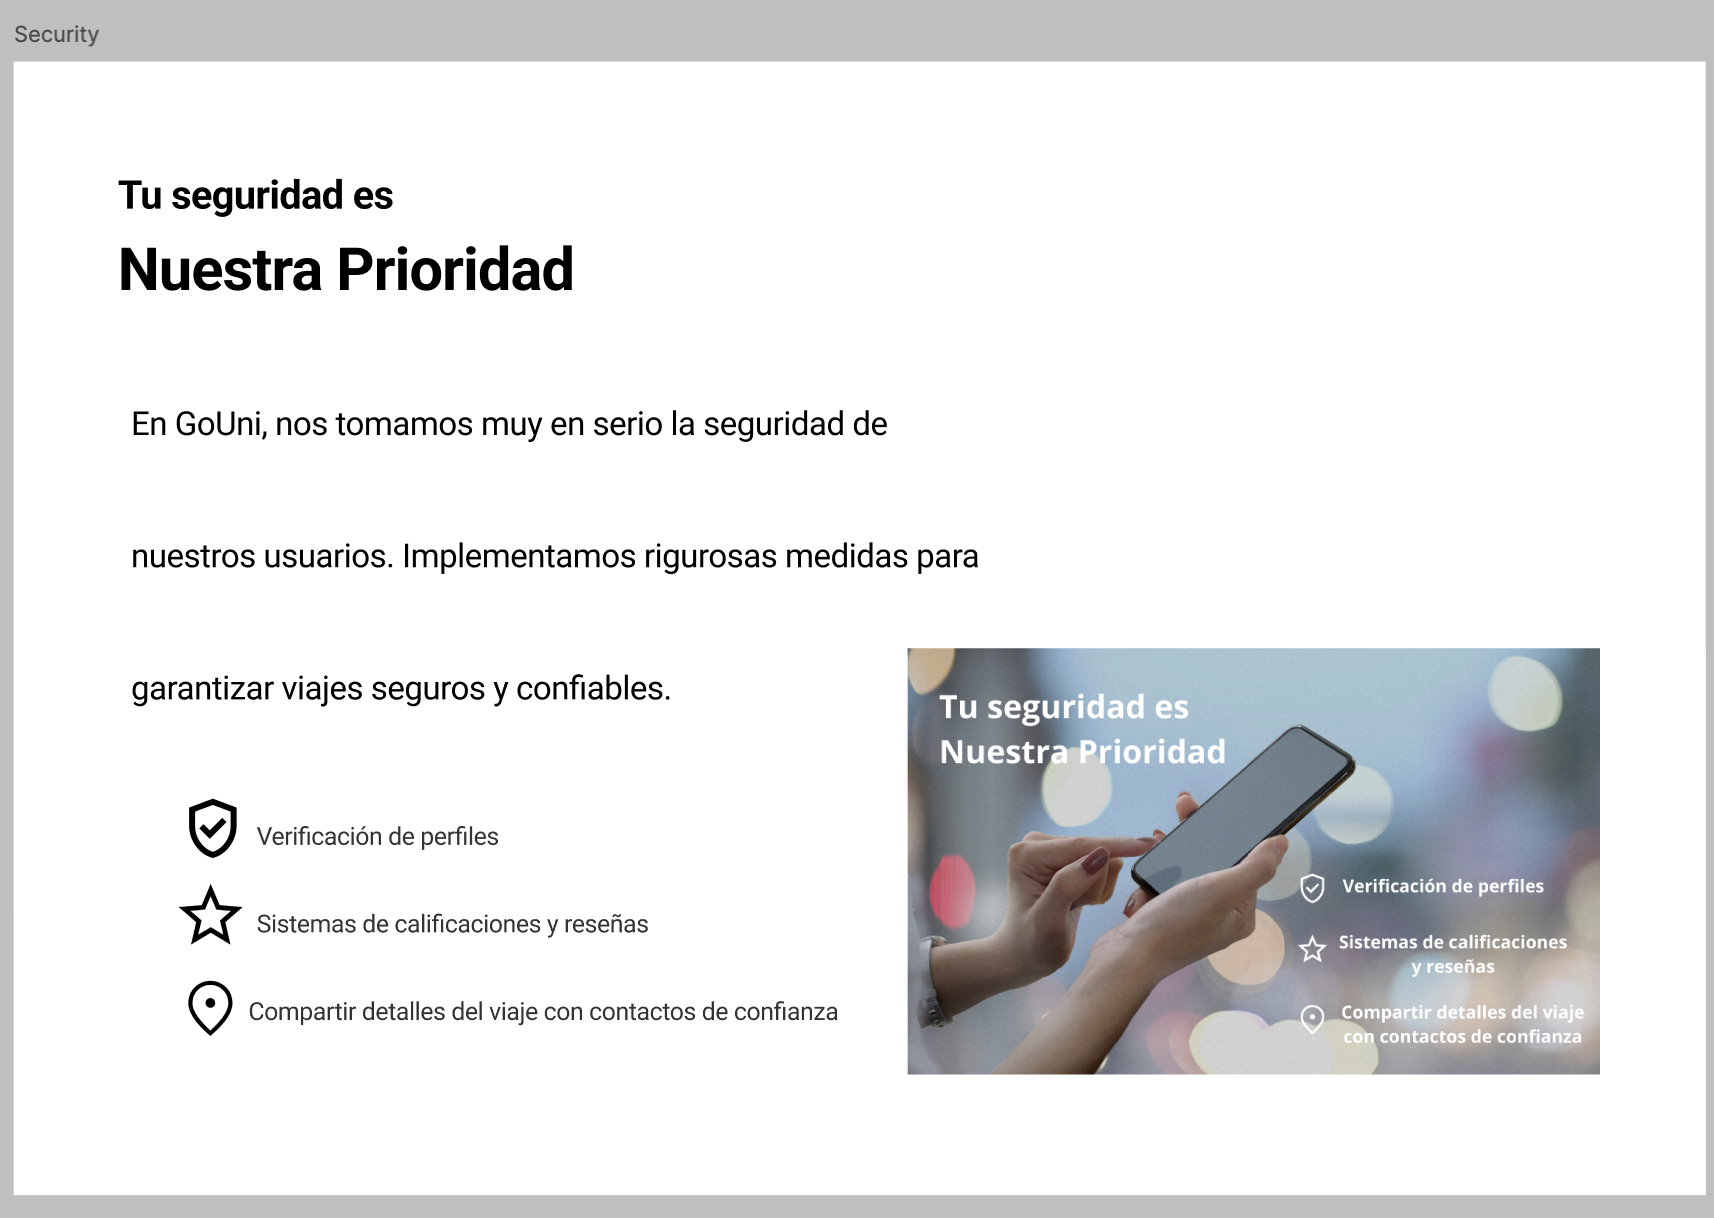 Security
Tu seguridad es
Nuestra Prioridad
En GoUni, nos tomamos muy en serio la seguridad de
nuestros usuarios. Implementamos rigurosas medidas para
garantizar viajes seguros y confiables.
Verificación de perfiles
Sistemas de calificaciones y reseñas
Compartir detalles del viaje con contactos de confianza
Tu seguridad es
Nuestra Prioridad
Verificación de perfiles
Sistemas de calificaciones
y reseñas
Compartir detalles del viaje
con contactos de confianza